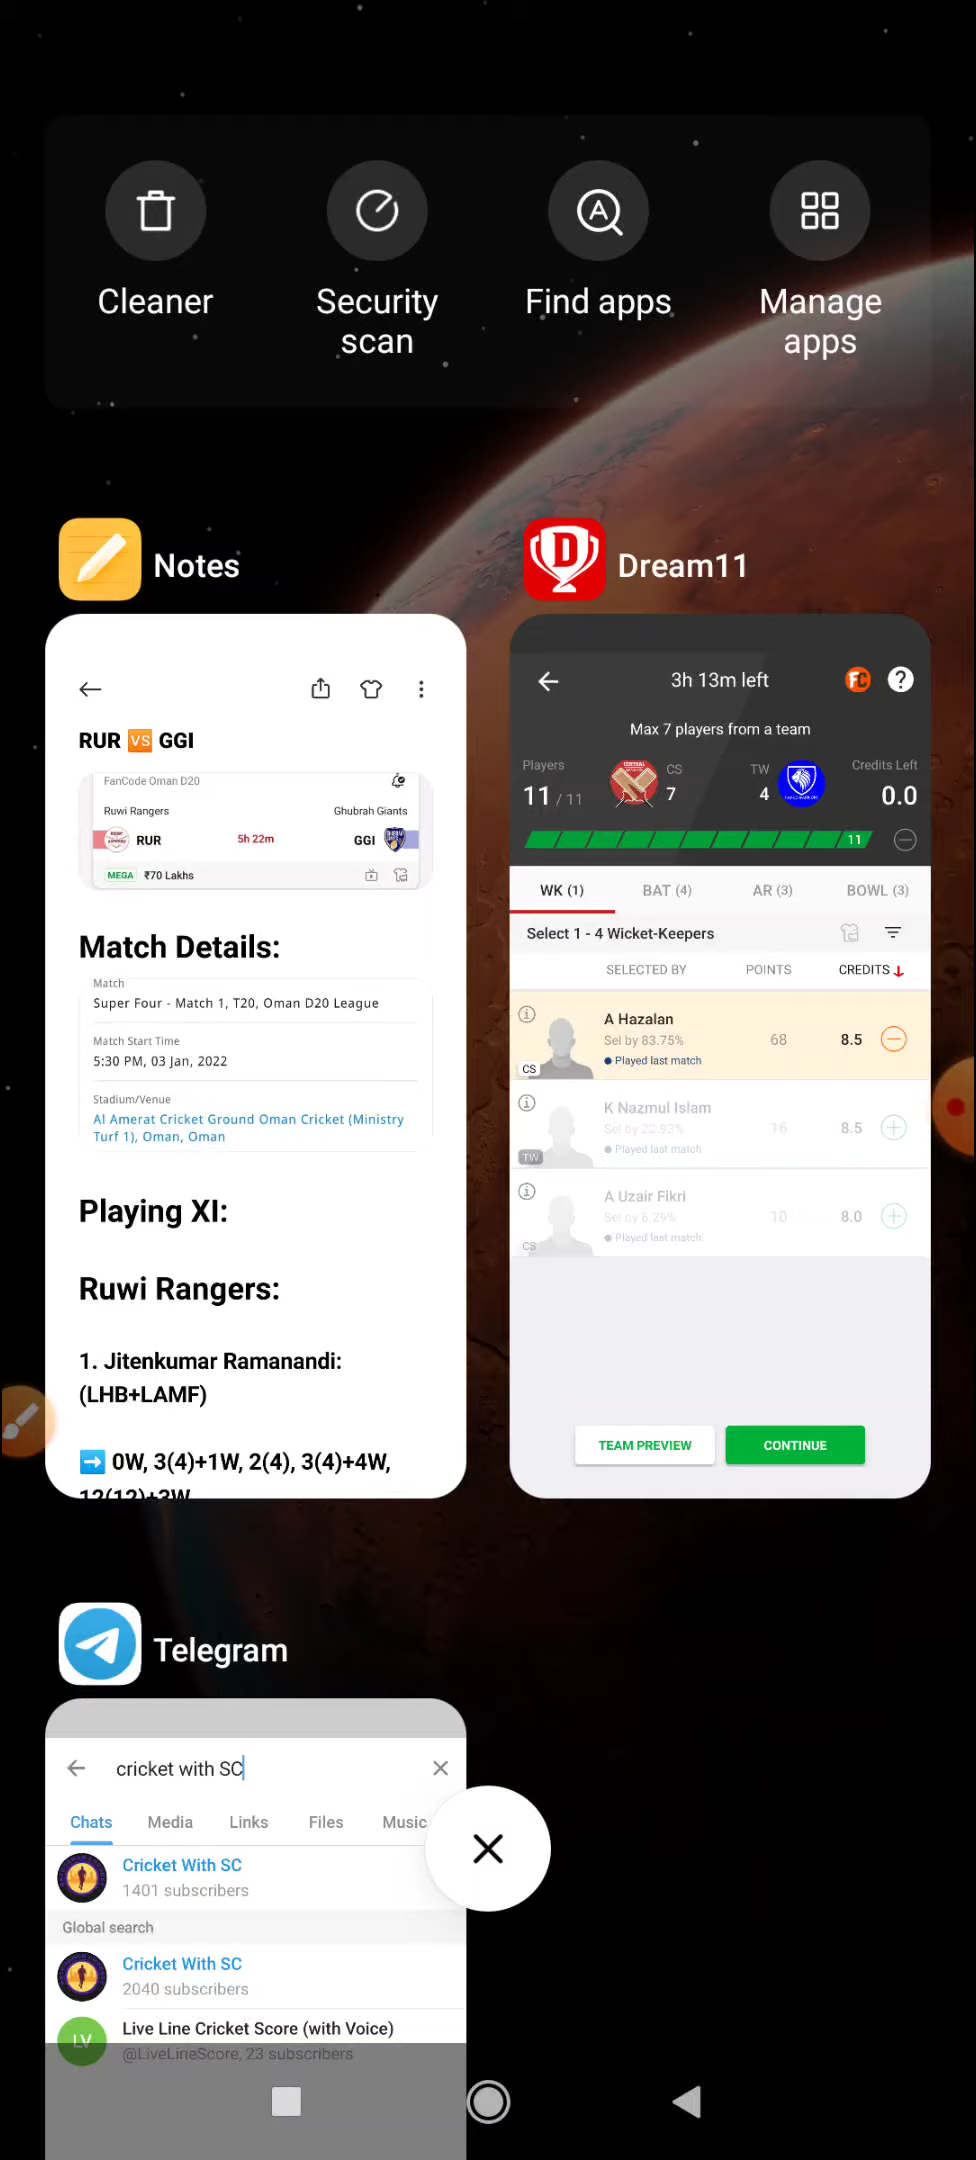 Cleaner
Security scan
Find apps
Manage apps
Notes
RUR VS GGI
FanCode Oman D20
Ruwi Rangers
Ghubrah Giants
RUR
5h 22m
GGI
MEGA ₹70 Lakhs
Match Details:
Match
Super Four - Match 1, T20, Oman D20 League
Match Start Time
5:30 PM, 03 Jan, 2022
Stadium/Venue
Al Amerat Cricket Ground Oman Cricket (Ministry
Turf 1), Oman, Oman
Playing XI:
Ruwi Rangers:
1. Jitenkumar Ramanandi:
(LHB+LAMF)
➡ 0W, 3(4)+1W, 2(4), 3(4)+4W,
12(12)+3W
Dream11
3h 13m left
FC
?
Max 7 players from a team
Players
11 / 11
CS
7
TW
4
Credits Left
0.0
11
WK (1)
BAT (4)
AR (3)
BOWL (3)
Select 1 - 4 Wicket-Keepers
SELECTED BY
POINTS
CREDITS
A Hazalan
Sel by 83.75%
Played last match
CS
68
8.5
K Nazmul Islam
Sel by 22.93%
Played last match
TW
16
8.5
A Uzair Fikri
Sel by 6.29%
Played last match
CS
10
8.0
TEAM PREVIEW
CONTINUE
Telegram
cricket with SC
Chats
Media
Links
Files
Music
Cricket With SC
1401 subscribers
Global search
Cricket With SC
2040 subscribers
LV
Live Line Cricket Score (with Voice)
@LiveLineScore, 23 subscribers